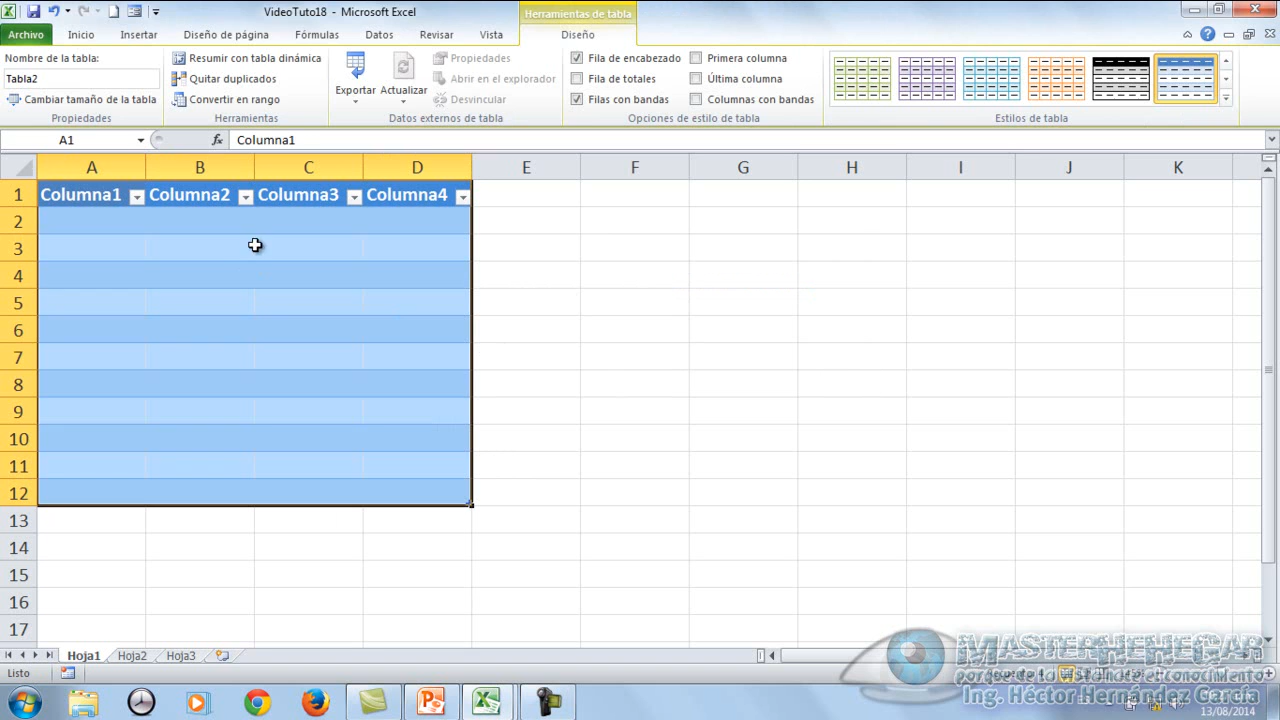 VideoTuto18 - Microsoft Excel
Herramientas de tabla
Archivo
Inicio
Insertar
Diseño de página
Fórmulas
Datos
Revisar
Vista
Diseño
Nombre de la tabla:
Tabla2
Cambiar tamaño de la tabla
Propiedades
Resumir con tabla dinámica
Quitar duplicados
Convertir en rango
Herramientas
Exportar
Actualizar
Propiedades
Abrir en el explorador
Desvincular
Datos externos de tabla
Fila de encabezado
Fila de totales
Filas con bandas
Primera columna
Última columna
Columnas con bandas
Opciones de estilo de tabla
Estilos de tabla
A1
fx
Columna1
A B C D E F G H I J K
1 Columna1 Columna2 Columna3 Columna4
2
3
4
5
6
7
8
9
10
11
12
13
14
15
16
17
Hoja1
Hoja2
Hoja3
Listo
MASTERHEHEGAR
porque de lo
Ing. Héctor Hernández García
13/08/2014